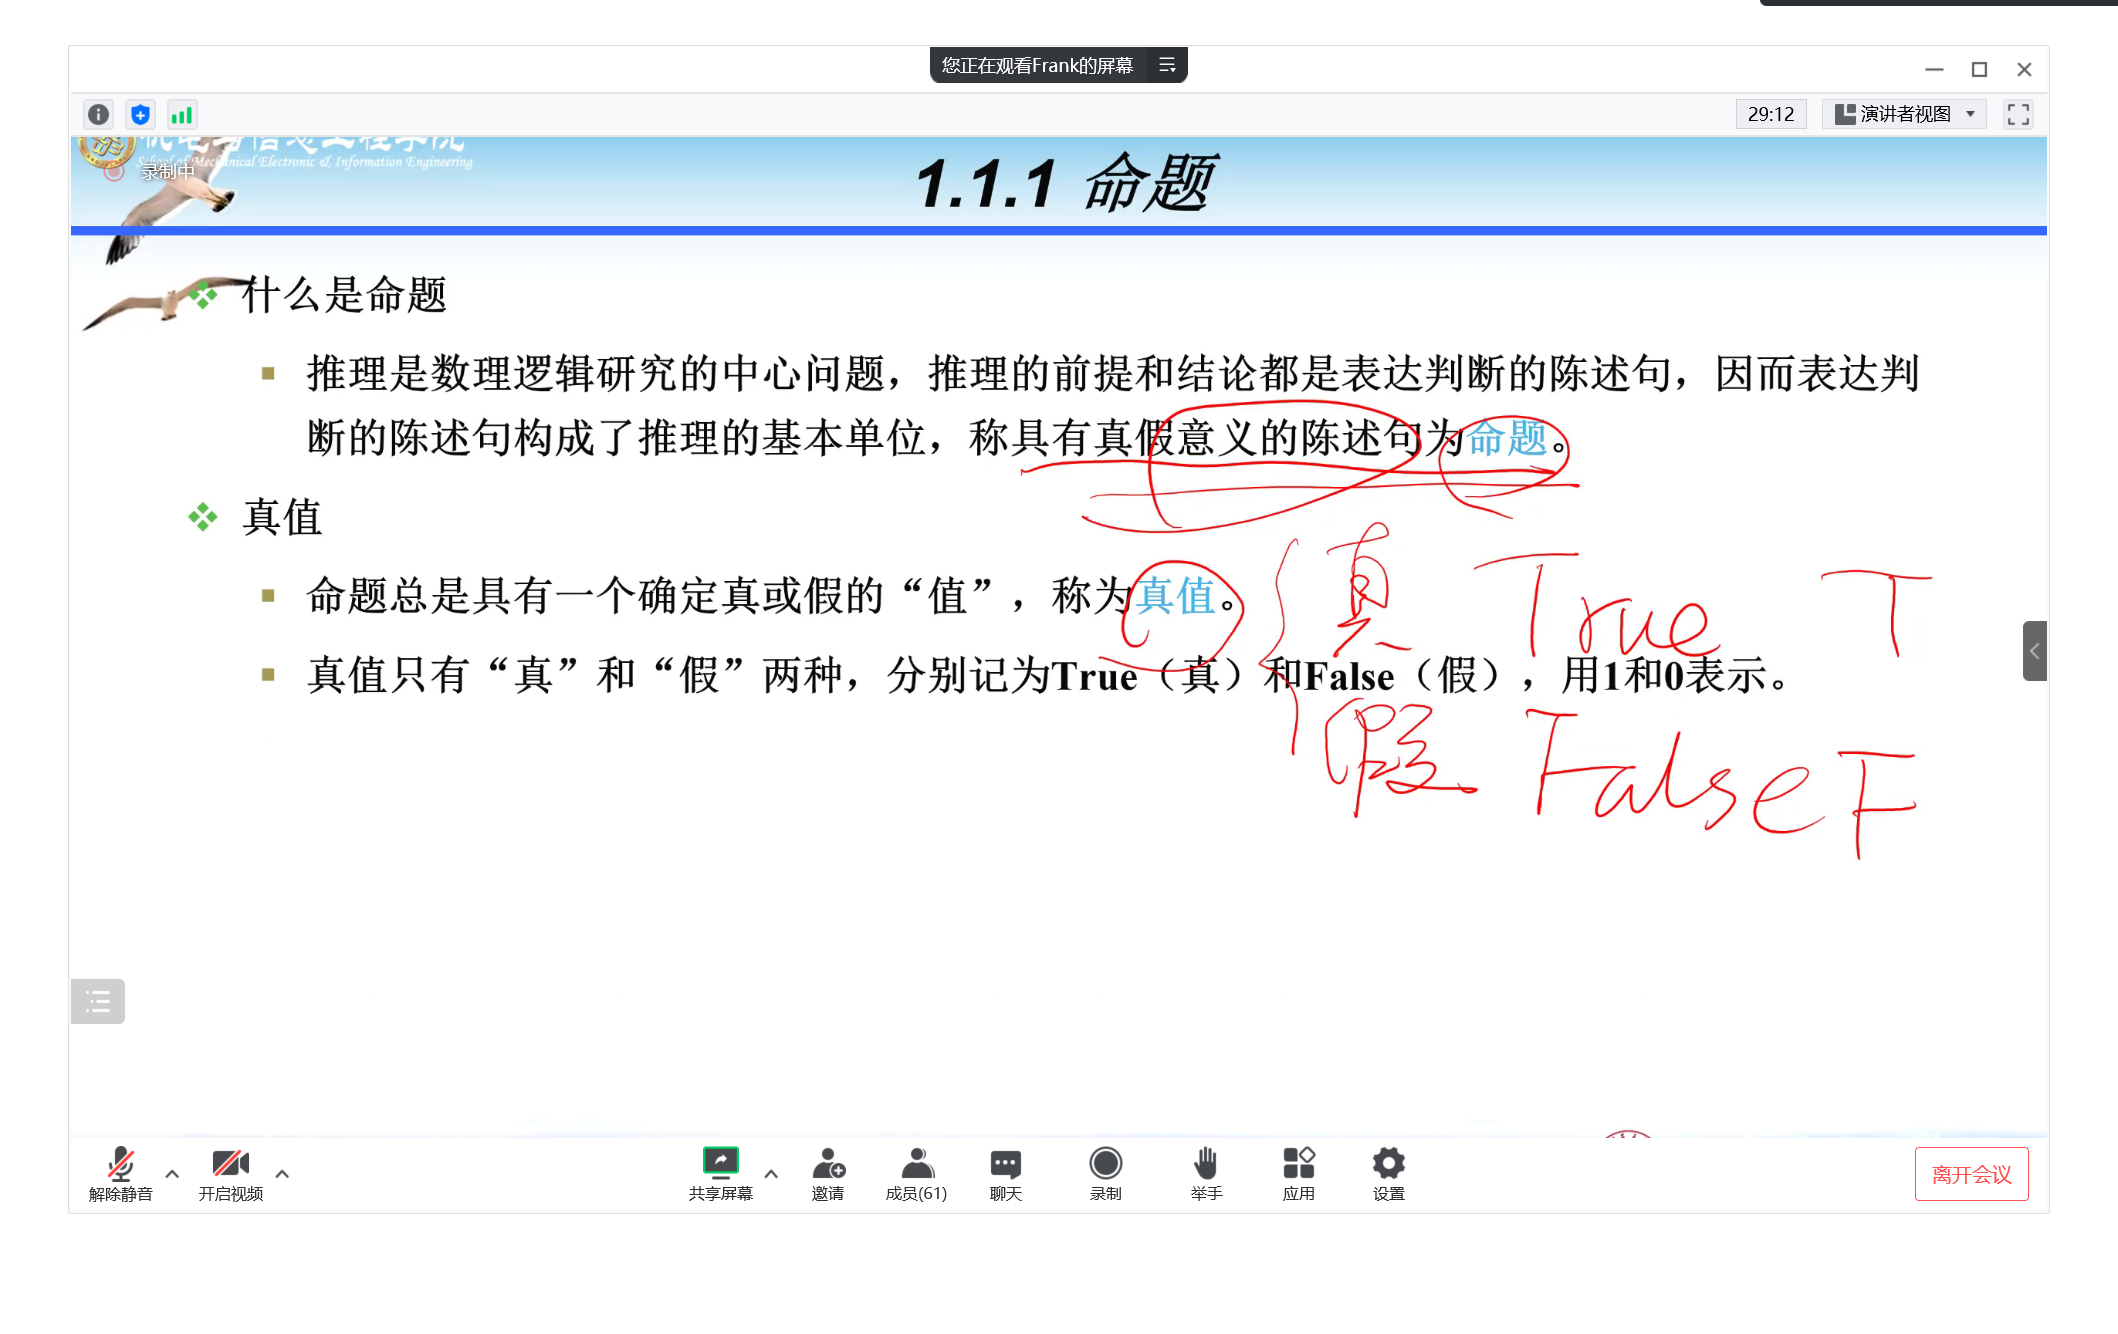 您正在观看Frank的屏幕
29:12
演讲者视图
School of Mechanical Electronic & Information Engineering
录制中
1.1.1 命题
什么是命题
推理是数理逻辑研究的中心问题，推理的前提和结论都是表达判断的陈述句，因而表达判
断的陈述句构成了推理的基本单位，称具有真假意义的陈述句为命题。
真值
命题总是具有一个确定真或假的“值”，称为真值。
真 True T
真值只有“真”和“假”两种，分别记为True（真）和False（假），用1和0表示。
假 False F
解除静音
开启视频
共享屏幕
邀请
成员(61)
聊天
录制
举手
应用
设置
离开会议